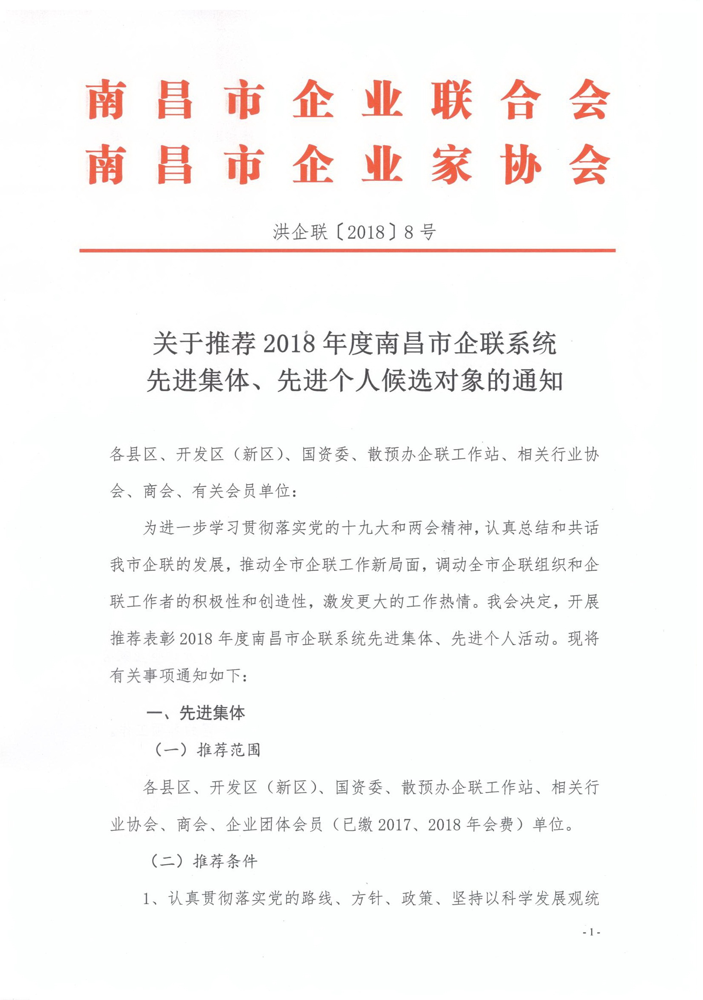 南昌市企业联合会
南昌市企业家协会
洪企联〔2018〕8号
关于推荐2018年度南昌市企联系统
先进集体、先进个人候选对象的通知
各县区、开发区（新区）、国资委、散预办企联工作站、相关行业协
会、商会、有关会员单位：
为进一步学习贯彻落实党的十九大和两会精神，认真总结和共话
我市企联的发展，推动全市企联工作新局面，调动全市企联组织和企
联工作者的积极性和创造性，激发更大的工作热情。我会决定，开展
推荐表彰2018年度南昌市企联系统先进集体、先进个人活动。现将
有关事项通知如下：
一、先进集体
（一）推荐范围
各县区、开发区（新区）、国资委、散预办企联工作站、相关行
业协会、商会、企业团体会员（已缴2017、2018年会费）单位。
（二）推荐条件
1、认真贯彻落实党的路线、方针、政策、坚持以科学发展观统
- 1 -